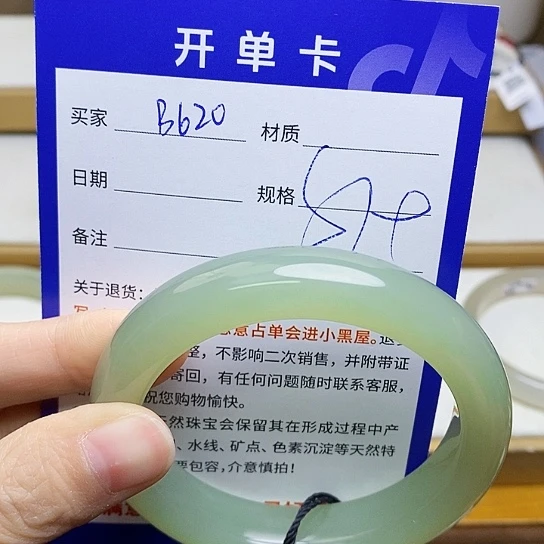 开单卡
买家 B620 材质
日期 规格
备注
关于退货：
意占单会进小黑屋。
整，不影响二次销售，并附带证
寄回，有任何问题随时联系客服，
祝您购物愉快。
天然珠宝会保留其在形成过程中产
、水线、矿点、色素沉淀等天然特
要包容，介意慎拍！